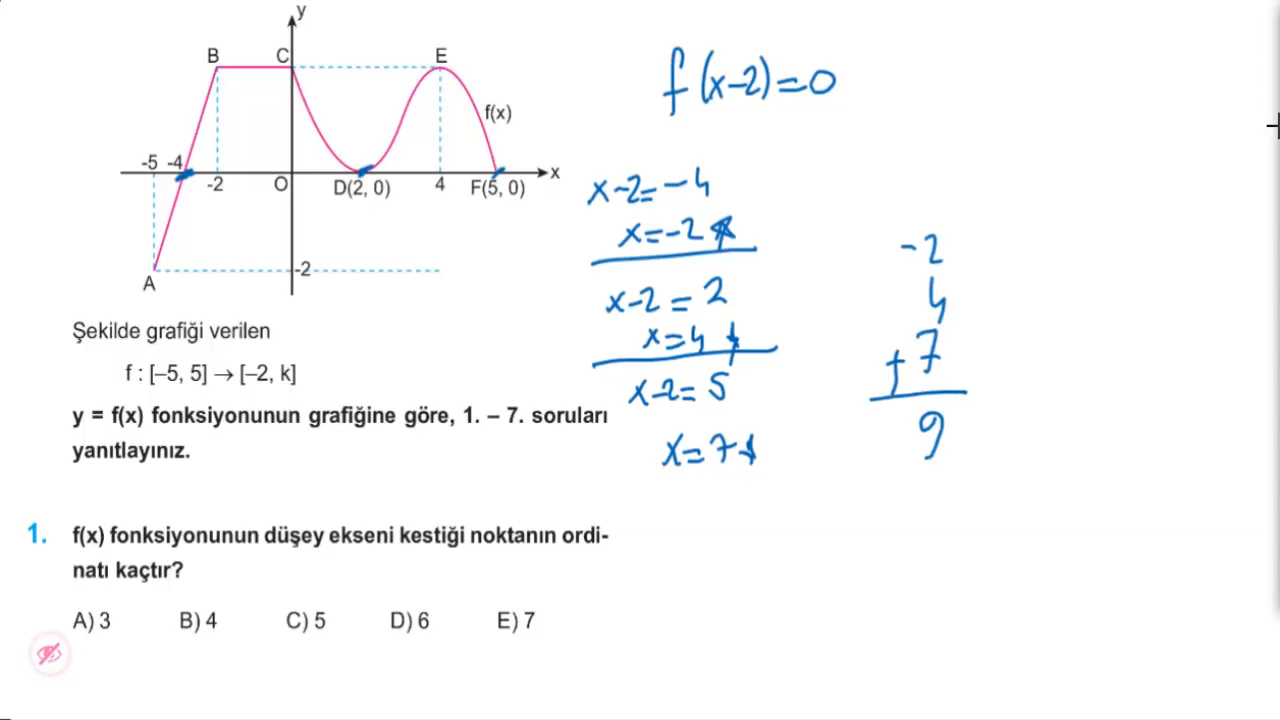 y
B
C
E
f(x)
-5 -4
-2
O
D(2, 0)
4
F(5, 0)
x
-2
A
Şekilde grafiği verilen
f : [–5, 5] → [–2, k]
y = f(x) fonksiyonunun grafiğine göre, 1. – 7. soruları
yanıtlayınız.
1. f(x) fonksiyonunun düşey ekseni kestiği noktanın ordi-
natı kaçtır?
A) 3 B) 4 C) 5 D) 6 E) 7
f(x-2)=0
x-2=-4
x=-2
x-2=2
x=4
x-2=5
x=7
-2
4
+7
9